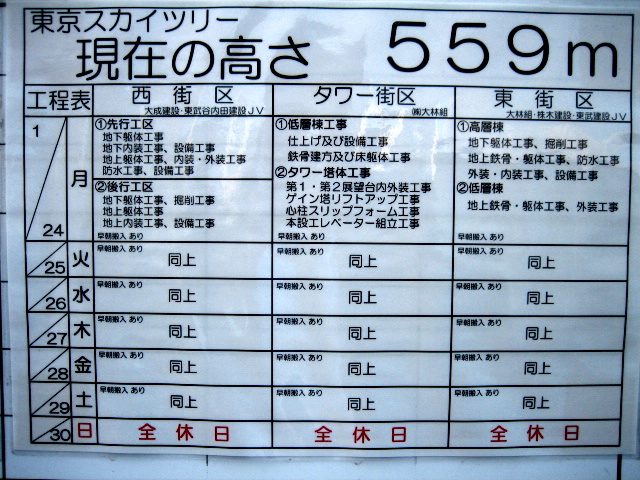 東京スカイツリー
現在の高さ 559m
工程表 西街区 タワー街区 東街区
大成建設・東武谷内田建設JV ㈱大林組 大林組・株木建設・東武建設JV
1
24
月
①先行工区
地下躯体工事
地下内装工事、設備工事
地上躯体工事、内装・外装工事
防水工事、設備工事
②後行工区
地下躯体工事、掘削工事
地上躯体工事
地上内装工事、設備工事
早朝搬入 あり
①低層棟工事
仕上げ及び設備工事
鉄骨建方及び床躯体工事
②タワー塔体工事
第1・第2展望台内外装工事
ゲイン塔リフトアップ工事
心柱スリップフォーム工事
本設エレベーター組立工事
早朝搬入 あり
①高層棟
地下躯体工事、掘削工事
地上鉄骨・躯体工事、防水工事
外装・内装工事、設備工事
②低層棟
地上鉄骨・躯体工事、外装工事
早朝搬入 あり
早朝搬入 あり 早朝搬入 あり 早朝搬入 あり
25 火 同上 同上 同上
早朝搬入 あり 早朝搬入 あり 早朝搬入 あり
26 水 同上 同上 同上
早朝搬入 あり 早朝搬入 あり 早朝搬入 あり
27 木 同上 同上 同上
早朝搬入 あり 早朝搬入 あり 早朝搬入 あり
28 金 同上 同上 同上
早朝搬入 あり 早朝搬入 あり 早朝搬入 あり
29 土 同上 同上 同上
30 日 全休日 全休日 全休日